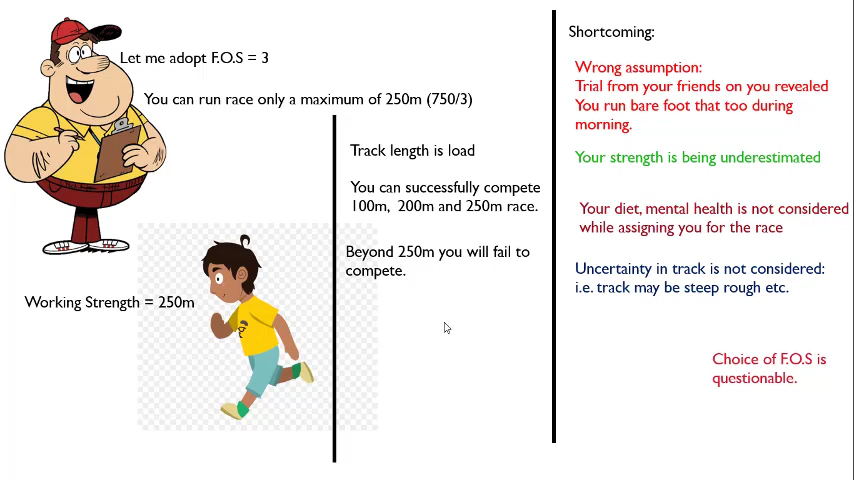 Let me adopt F.O.S = 3
You can run race only a maximum of 250m (750/3)
Working Strength = 250m
Track length is load
You can successfully compete
100m, 200m and 250m race.
Beyond 250m you will fail to
compete.
Shortcoming:
Wrong assumption:
Trial from your friends on you revealed
You run bare foot that too during
morning.
Your strength is being underestimated
Your diet, mental health is not considered
while assigning you for the race
Uncertainty in track is not considered:
i.e. track may be steep rough etc.
Choice of F.O.S is
questionable.